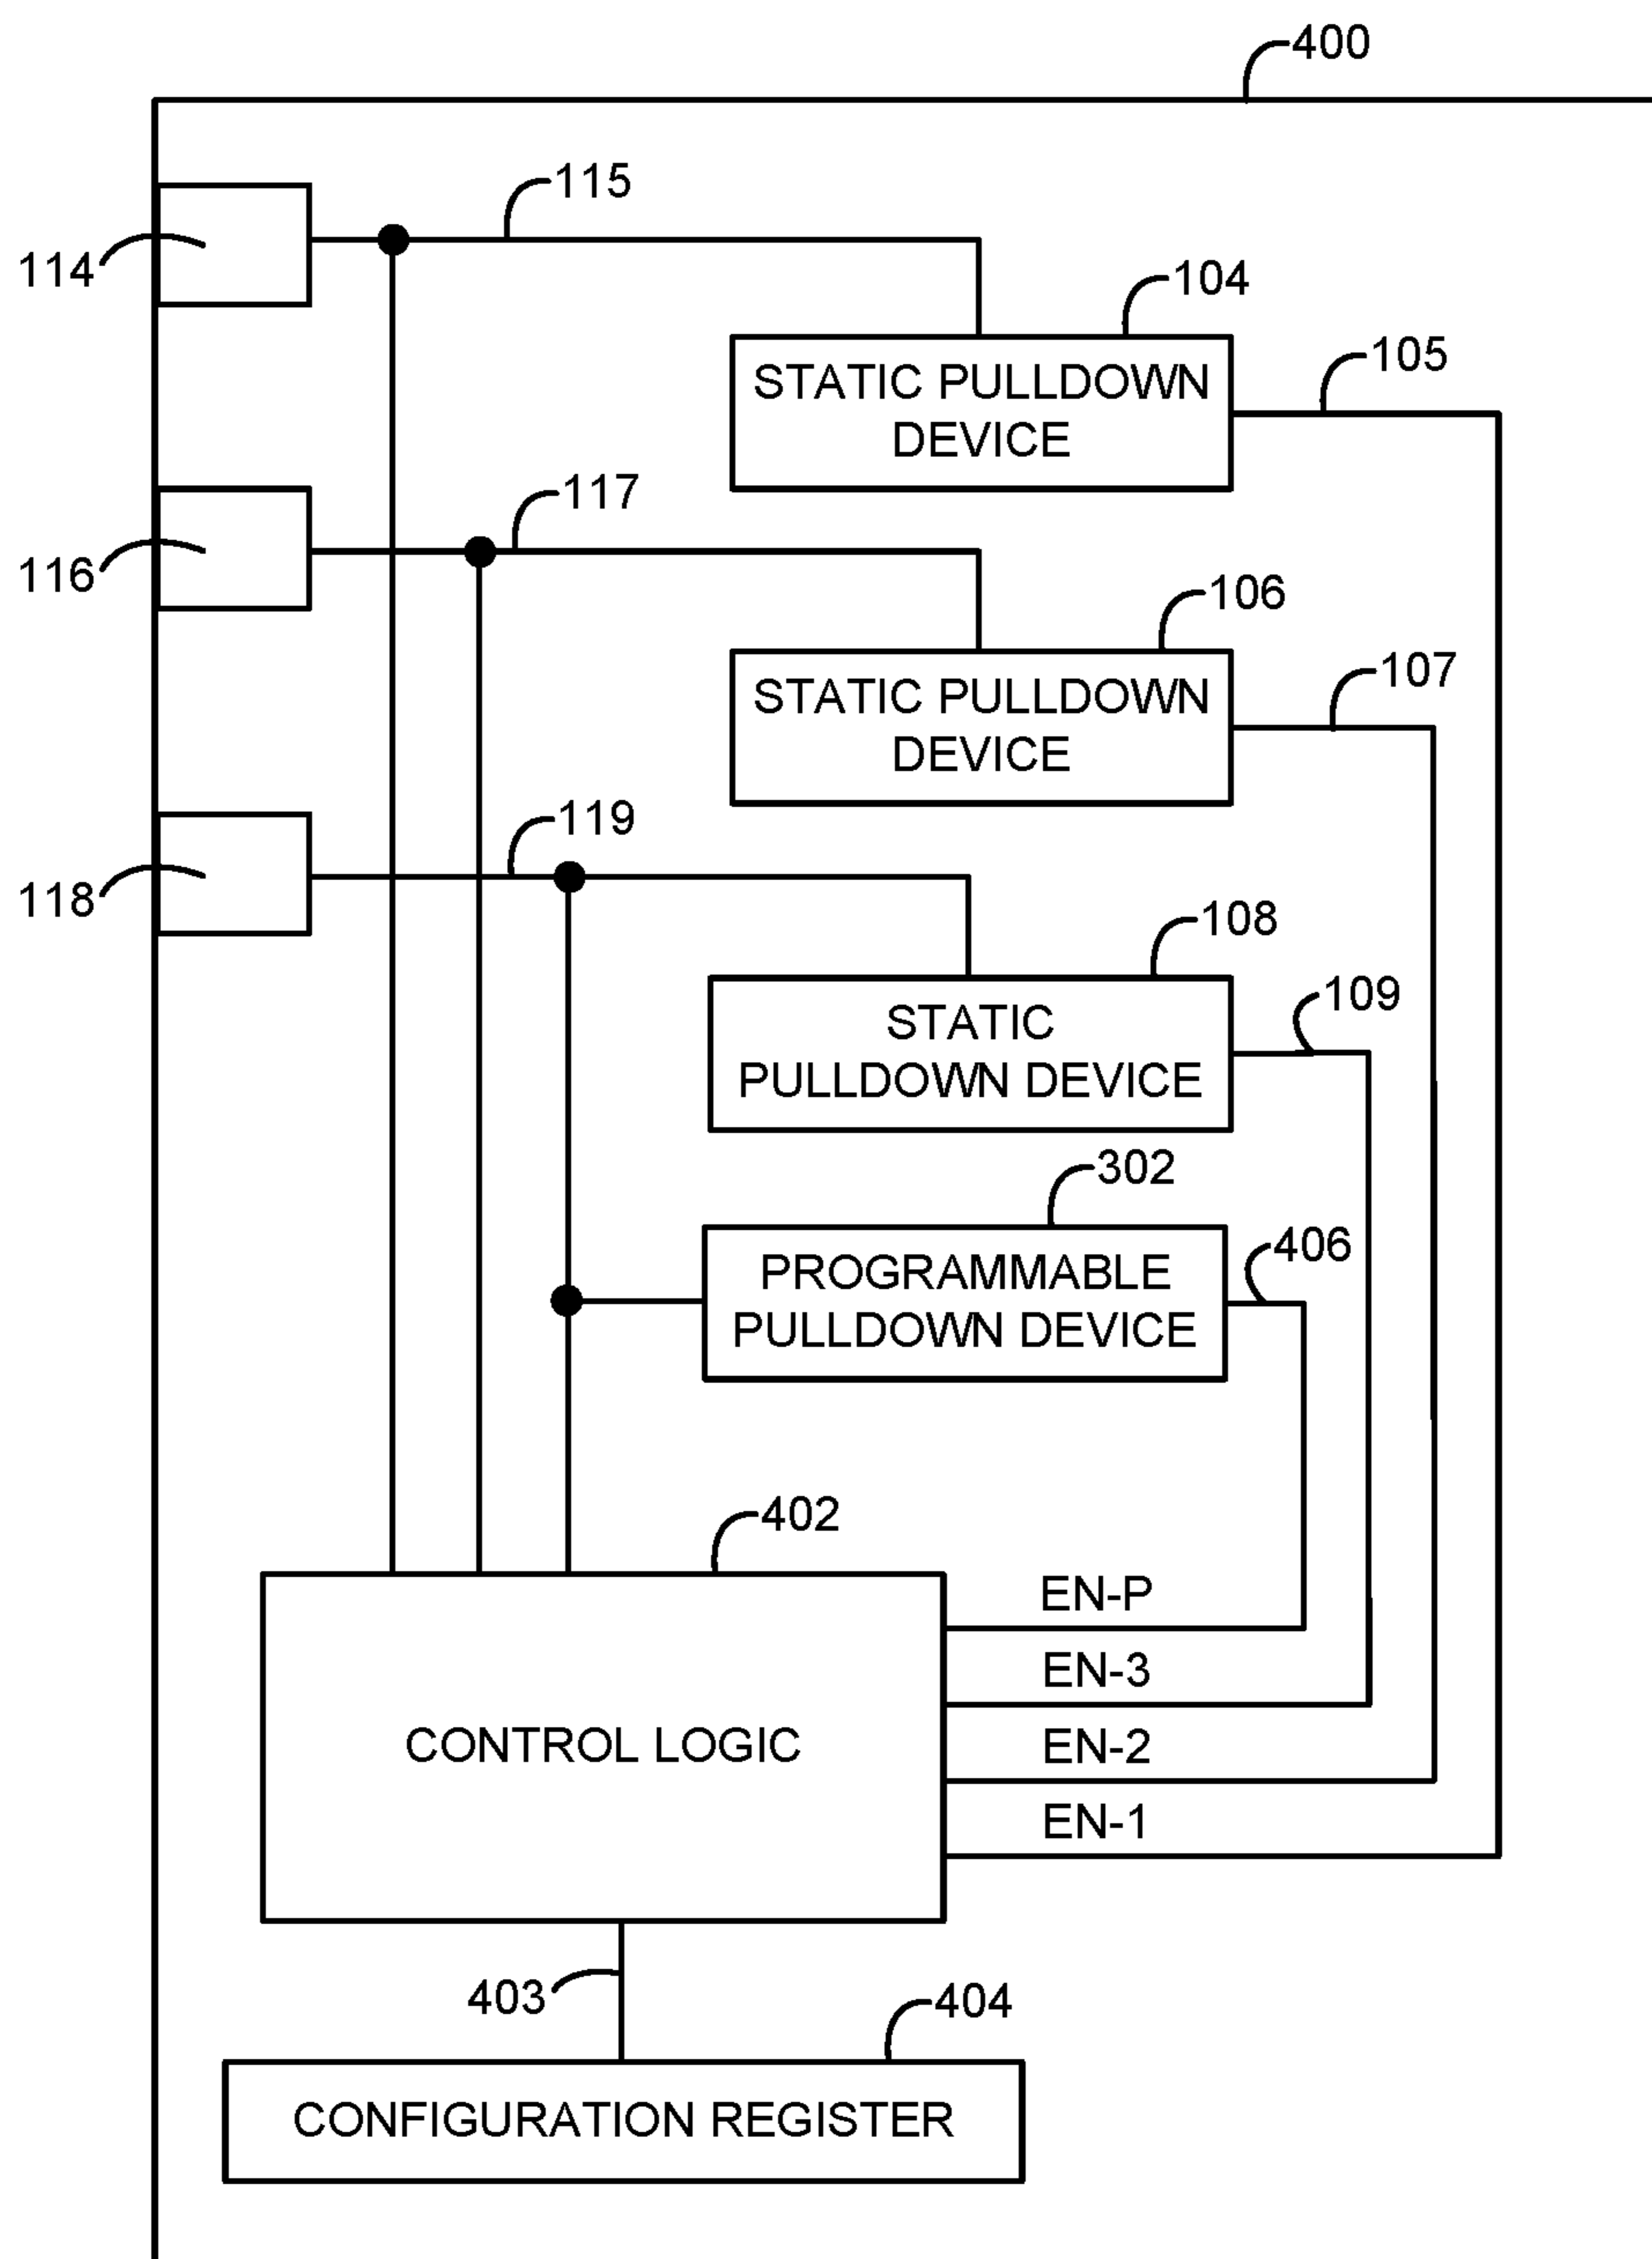 400
115
114
104
STATIC PULLDOWN
DEVICE
105
117
116
106
STATIC PULLDOWN
DEVICE
107
119
118
108
STATIC
PULLDOWN DEVICE
109
302
PROGRAMMABLE
PULLDOWN DEVICE
406
402
EN-P
EN-3
CONTROL LOGIC
EN-2
EN-1
403
404
CONFIGURATION REGISTER